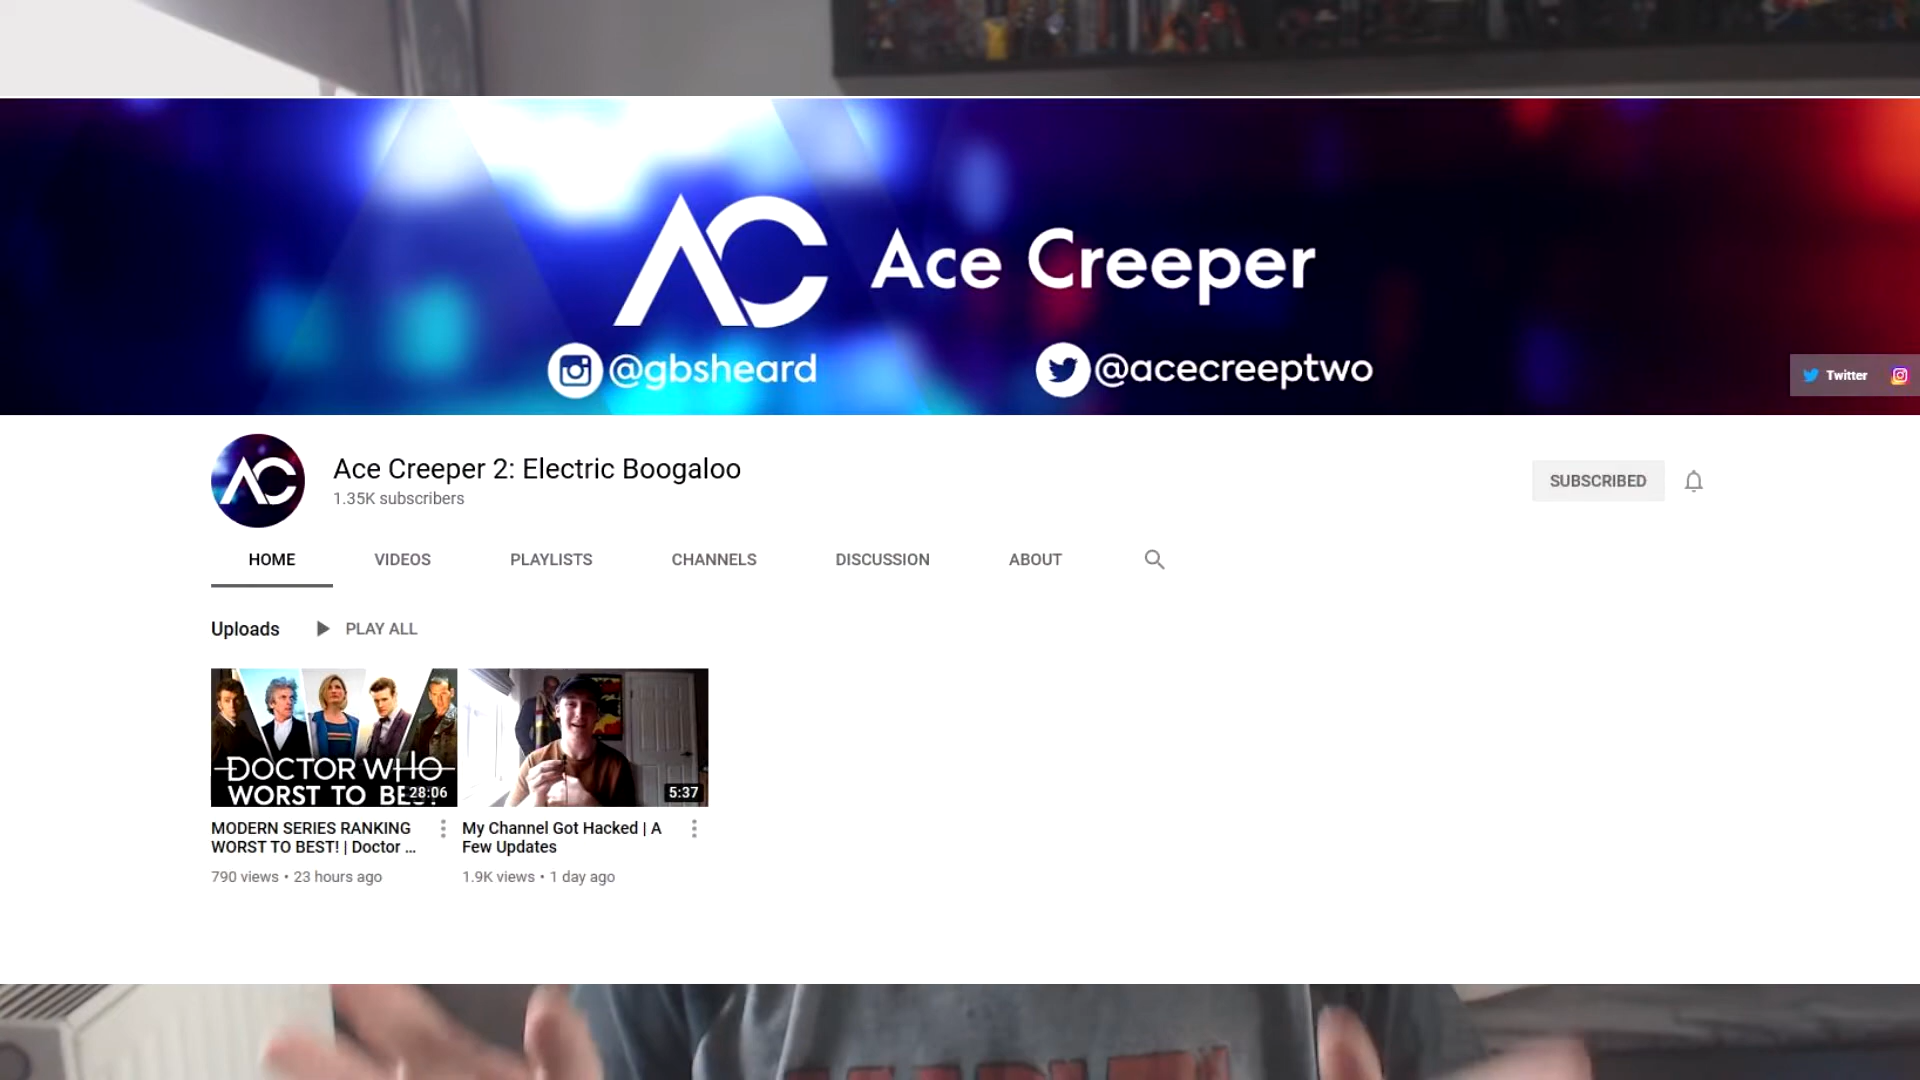 AC Ace Creeper
@gbsheard
@acecreeptwo
Twitter
AC
Ace Creeper 2: Electric Boogaloo
1.35K subscribers
SUBSCRIBED
HOME
VIDEOS
PLAYLISTS
CHANNELS
DISCUSSION
ABOUT
Uploads
PLAY ALL
DOCTOR WHO
WORST TO BEST
28:06
5:37
MODERN SERIES RANKING
WORST TO BEST! | Doctor ...
790 views • 23 hours ago
My Channel Got Hacked | A
Few Updates
1.9K views • 1 day ago